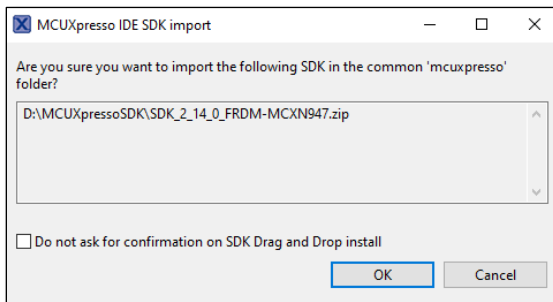 MCUXpresso IDE SDK import
Are you sure you want to import the following SDK in the common 'mcuxpresso'
folder?
D:\MCUXpressoSDK\SDK_2_14_0_FRDM-MCXN947.zip
Do not ask for confirmation on SDK Drag and Drop install
OK Cancel